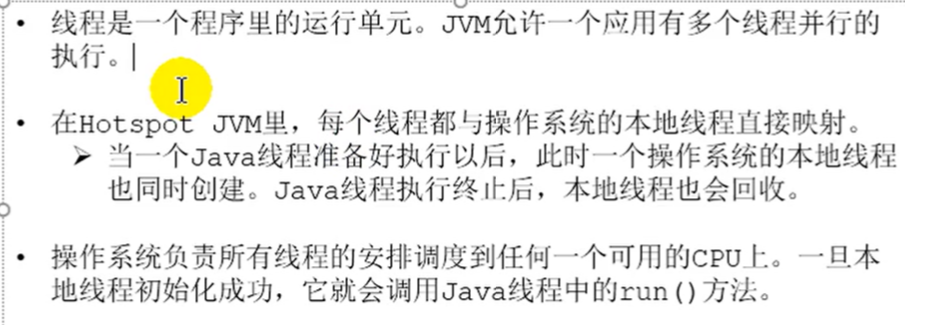 • 线程是一个程序里的运行单元。JVM允许一个应用有多个线程并行的
执行。
• 在Hotspot JVM里，每个线程都与操作系统的本地线程直接映射。
➢ 当一个Java线程准备好执行以后，此时一个操作系统的本地线程
也同时创建。Java线程执行终止后，本地线程也会回收。
• 操作系统负责所有线程的安排调度到任何一个可用的CPU上。一旦本
地线程初始化成功，它就会调用Java线程中的run()方法。